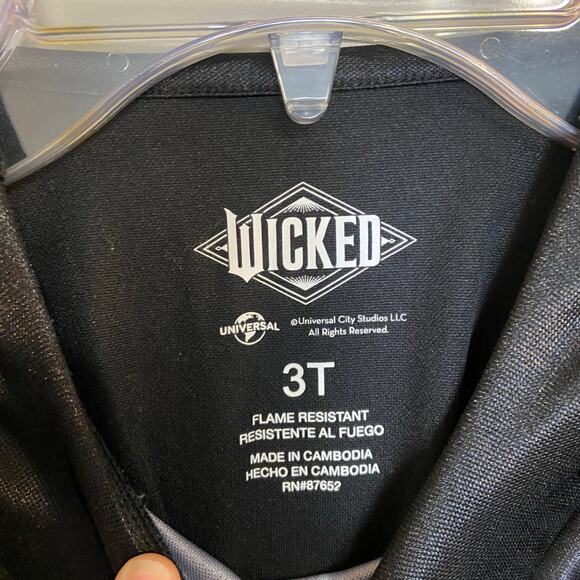 WICKED
UNIVERSAL
©Universal City Studios LLC
All Rights Reserved.
3T
FLAME RESISTANT
RESISTENTE AL FUEGO
MADE IN CAMBODIA
HECHO EN CAMBODIA
RN#87652